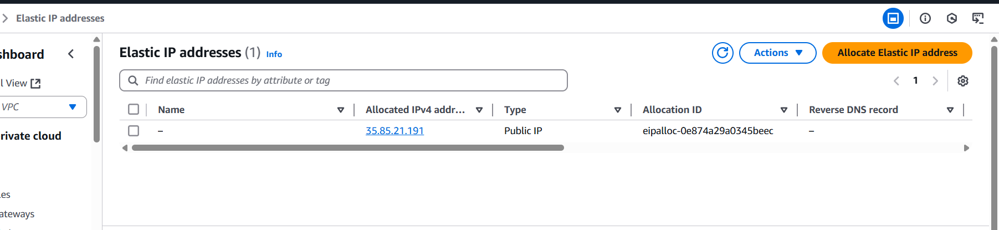 Elastic IP addresses
shboard
Elastic IP addresses (1) Info
Actions
Allocate Elastic IP address
l View
Find elastic IP addresses by attribute or tag
1
VPC
Name
Allocated IPv4 addr...
Type
Allocation ID
Reverse DNS record
–
35.85.21.191
Public IP
eipalloc-0e874a29a0345beec
–
rivate cloud
les
ateways